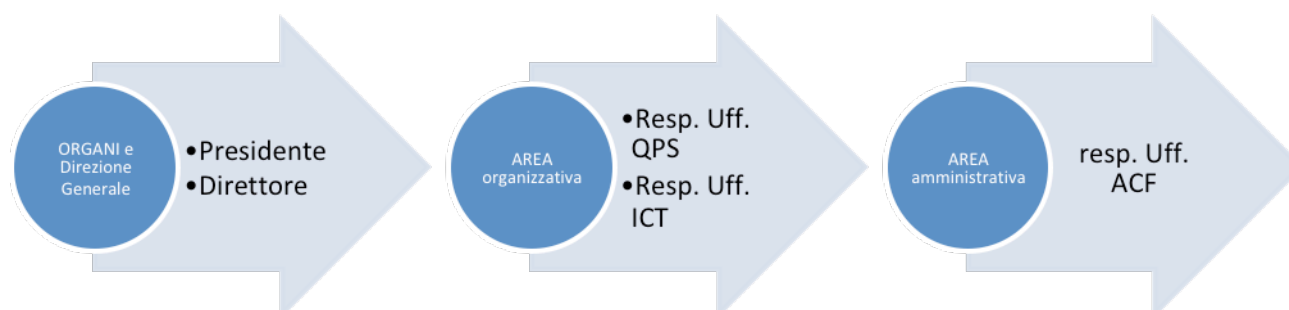 ORGANI e
Direzione
Generale
•Presidente
•Direttore
AREA
organizzativa
•Resp. Uff.
QPS
•Resp. Uff.
ICT
AREA
amministrativa
resp. Uff.
ACF